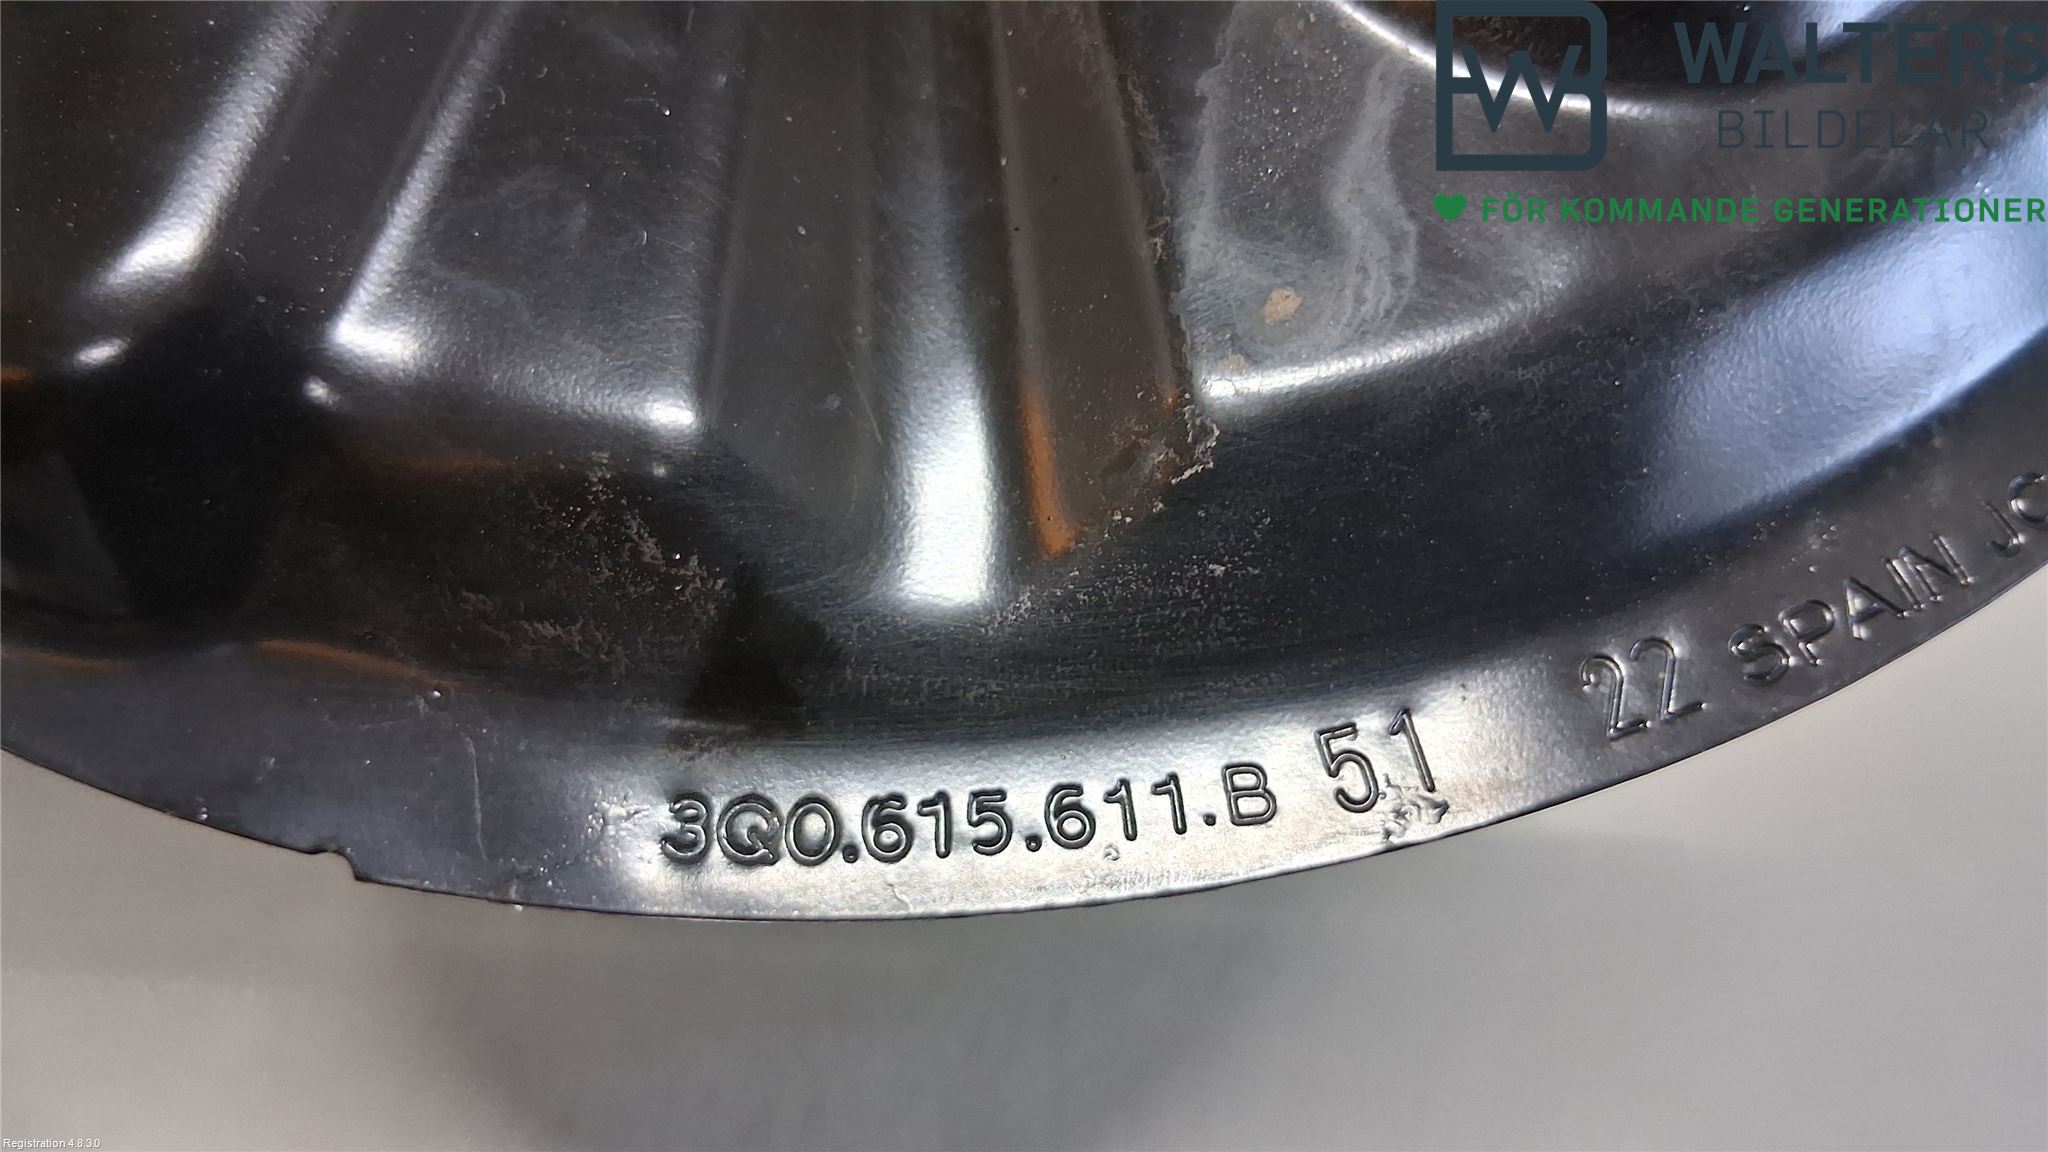 WALTERS
BILDELAR
FÖR KOMMANDE GENERATIONER
3Q0.615.611.B 51 22 SPAIN
Registration 4.8.3.0